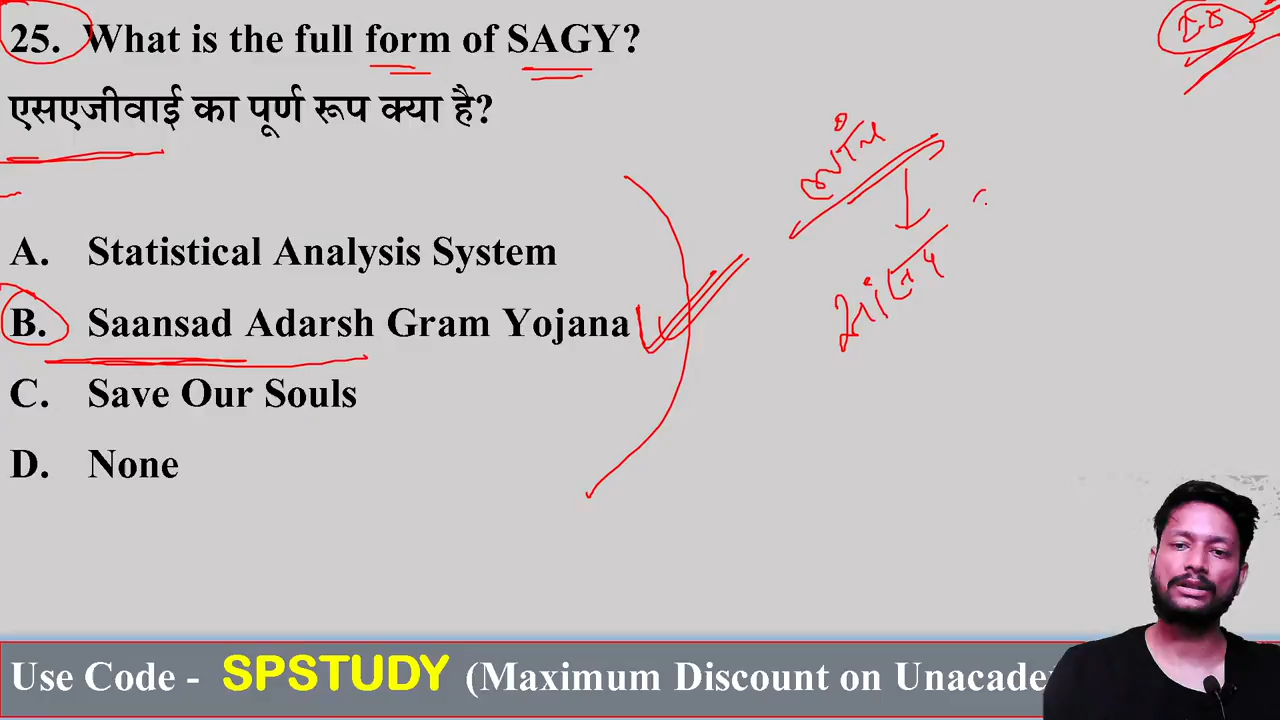 25. What is the full form of SAGY?
एसएजीवाई का पूर्ण रूप क्या है?
A. Statistical Analysis System
B. Saansad Adarsh Gram Yojana
C. Save Our Souls
D. None
Use Code - SPSTUDY (Maximum Discount on Unacade